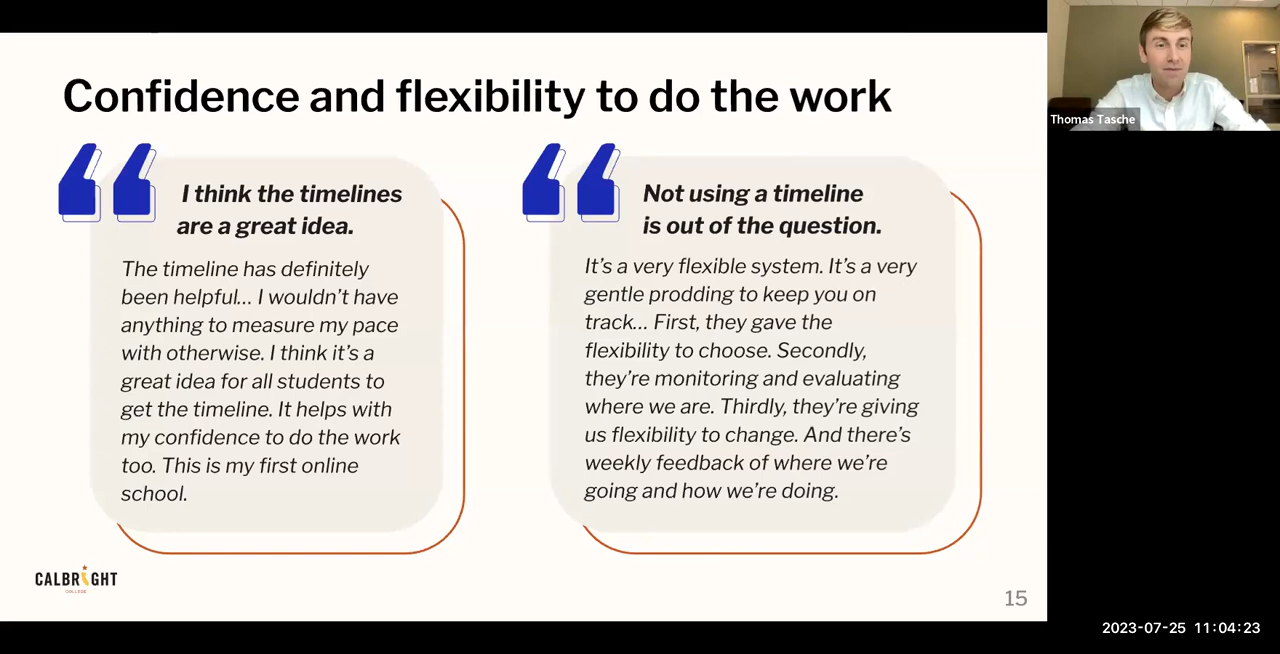 Confidence and flexibility to do the work
I think the timelines
are a great idea.
The timeline has definitely
been helpful... I wouldn't have
anything to measure my pace
with otherwise. I think it's a
great idea for all students to
get the timeline. It helps with
my confidence to do the work
too. This is my first online
school.
Not using a timeline
is out of the question.
It's a very flexible system. It's a very
gentle prodding to keep you on
track... First, they gave the
flexibility to choose. Secondly,
they're monitoring and evaluating
where we are. Thirdly, they're giving
us flexibility to change. And there's
weekly feedback of where we're
going and how we're doing.
CALBRIGHT
COLLEGE
15
Thomas Tasche
2023-07-25 11:04:23